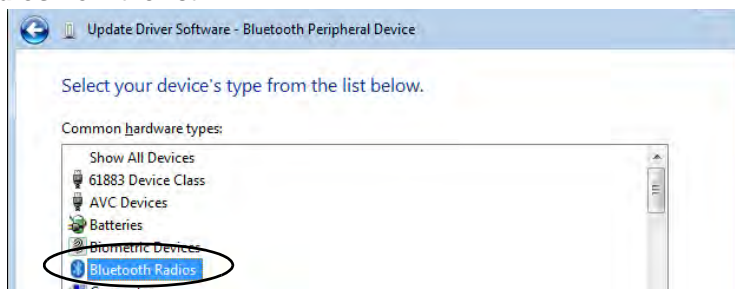 Update Driver Software - Bluetooth Peripheral Device
Select your device's type from the list below.
Common hardware types:
Show All Devices
61883 Device Class
AVC Devices
Batteries
Biometric Devices
Bluetooth Radios